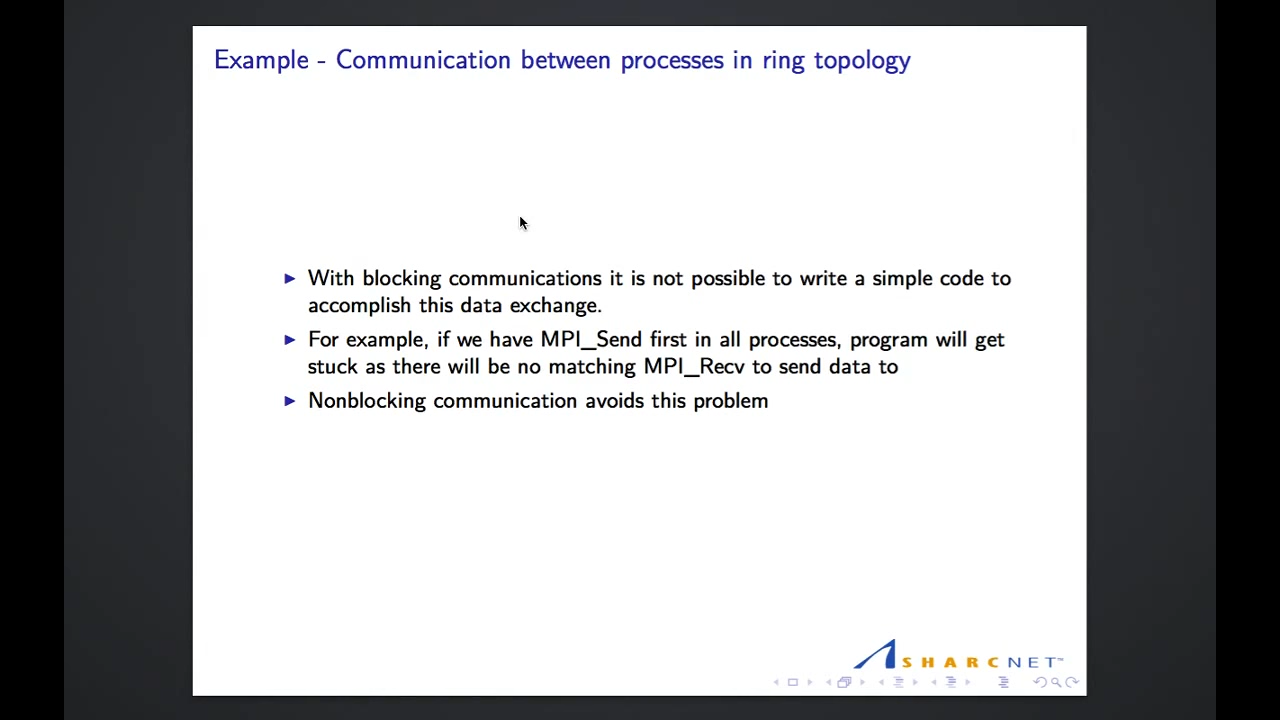 Example - Communication between processes in ring topology
With blocking communications it is not possible to write a simple code to
accomplish this data exchange.
For example, if we have MPI_Send first in all processes, program will get
stuck as there will be no matching MPI_Recv to send data to
Nonblocking communication avoids this problem
SHARCNET™